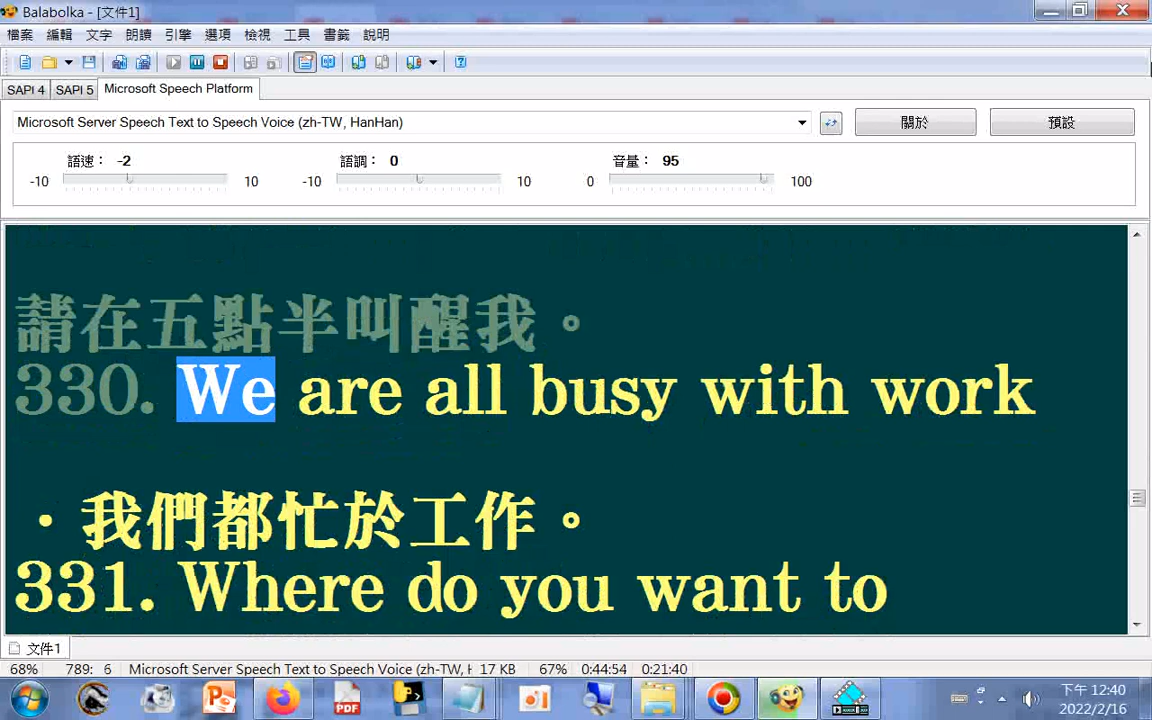 Balabolka - [文件1]
檔案 編輯 文字 朗讀 引擎 選項 檢視 工具 書籤 說明
SAPI 4 SAPI 5 Microsoft Speech Platform
Microsoft Server Speech Text to Speech Voice (zh-TW, HanHan) 關於 預設
語速： -2 語調： 0 音量： 95
-10 10 -10 10 0 100
請在五點半叫醒我。
330. We are all busy with work
．我們都忙於工作。
331. Where do you want to
文件1
68% 789: 6 Microsoft Server Speech Text to Speech Voice (zh-TW, H 17 KB 67% 0:44:54 0:21:40
PDF
下午 12:40
2022/2/16